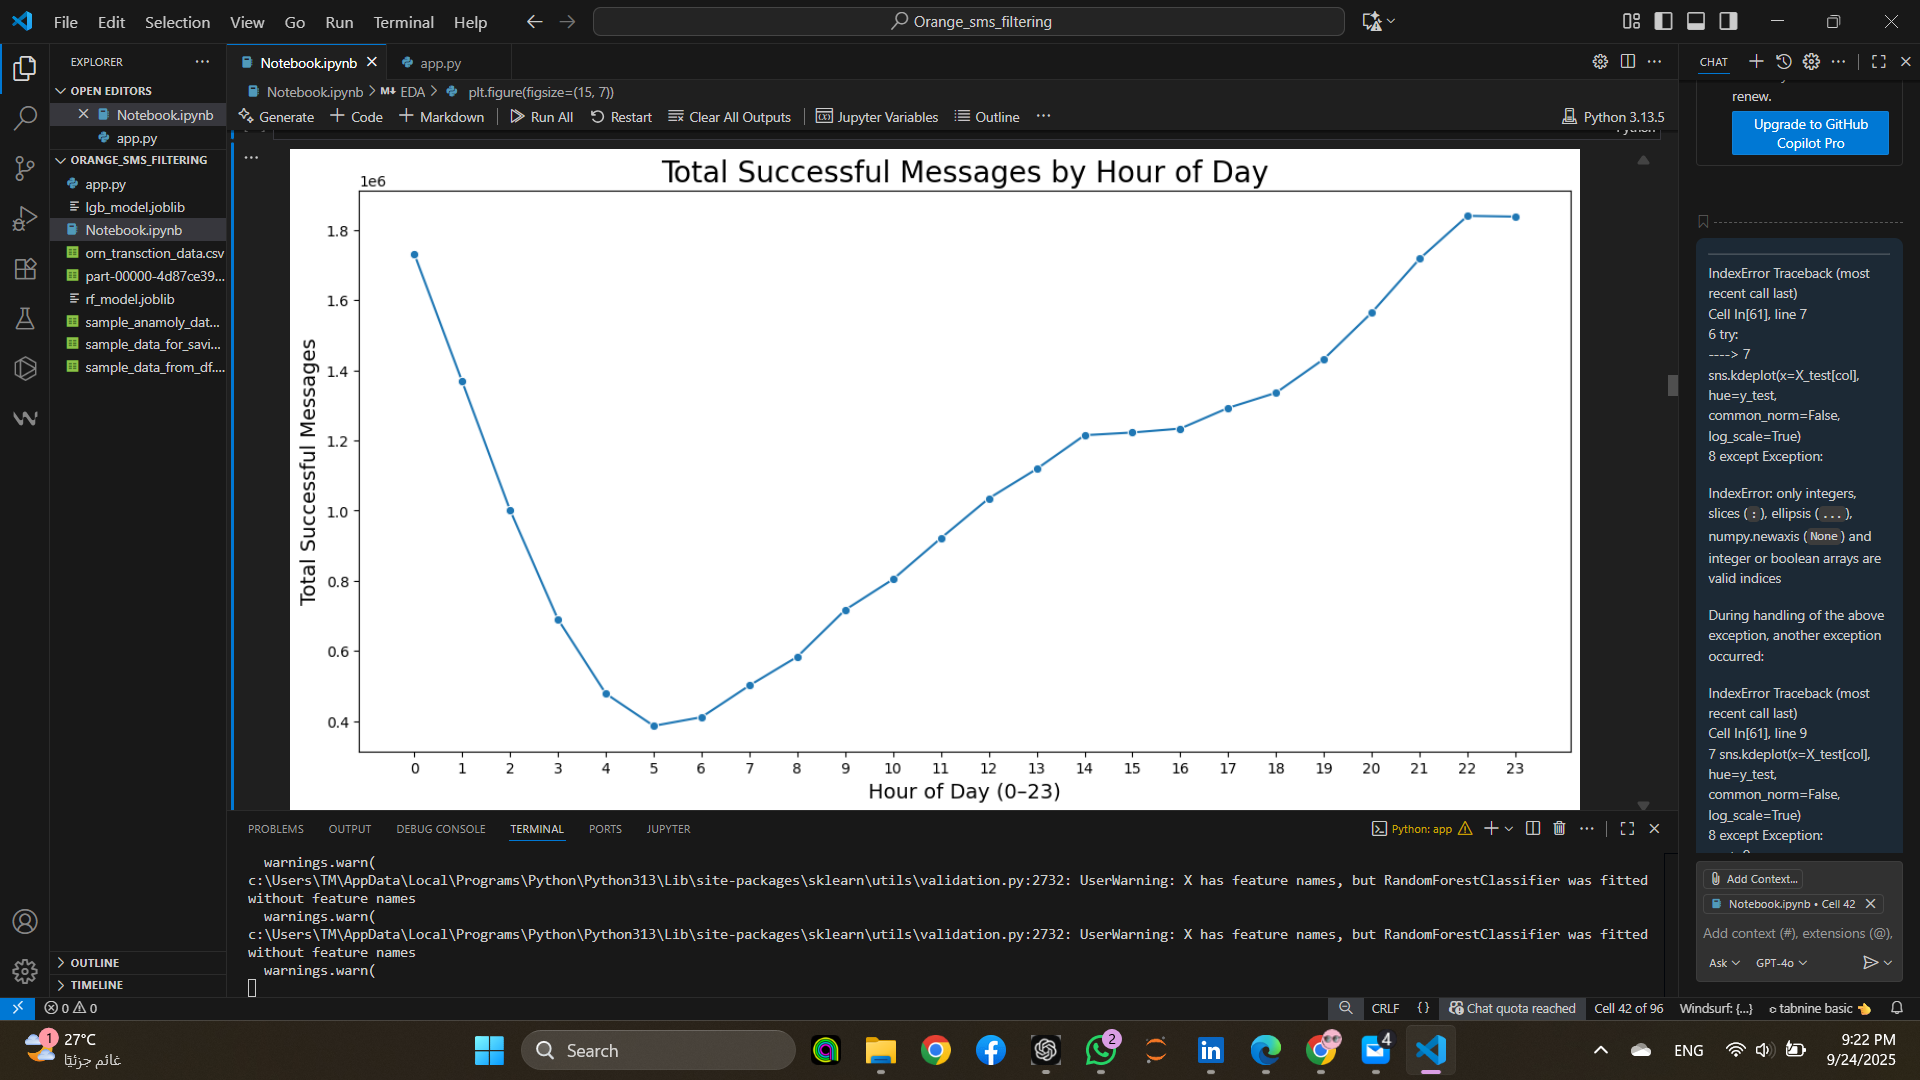 File Edit Selection View Go Run Terminal Help
Orange_sms_filtering
EXPLORER
OPEN EDITORS
Notebook.ipynb
app.py
ORANGE_SMS_FILTERING
app.py
lgb_model.joblib
Notebook.ipynb
orn_transction_data.csv
part-00000-4d87ce39...
rf_model.joblib
sample_anamoly_dat...
sample_data_for_savi...
sample_data_from_df....
OUTLINE
TIMELINE
Notebook.ipynb
app.py
Notebook.ipynb > M EDA > plt.figure(figsize=(15, 7))
Generate + Code + Markdown Run All Restart Clear All Outputs Jupyter Variables Outline ...
Python 3.13.5
Total Successful Messages by Hour of Day
1e6
1.8
1.6
1.4
1.2
1.0
0.8
0.6
0.4
Total Successful Messages
0 1 2 3 4 5 6 7 8 9 10 11 12 13 14 15 16 17 18 19 20 21 22 23
Hour of Day (0–23)
PROBLEMS OUTPUT DEBUG CONSOLE TERMINAL PORTS JUPYTER
Python: app
warnings.warn(
c:\Users\TM\AppData\Local\Programs\Python\Python313\Lib\site-packages\sklearn\utils\validation.py:2732: UserWarning: X has feature names, but RandomForestClassifier was fitted
without feature names
warnings.warn(
c:\Users\TM\AppData\Local\Programs\Python\Python313\Lib\site-packages\sklearn\utils\validation.py:2732: UserWarning: X has feature names, but RandomForestClassifier was fitted
without feature names
warnings.warn(
CHAT
renew.
Upgrade to GitHub
Copilot Pro
IndexError Traceback (most
recent call last)
Cell In[61], line 7
6 try:
----> 7
sns.kdeplot(x=X_test[col],
hue=y_test,
common_norm=False,
log_scale=True)
8 except Exception:
IndexError: only integers,
slices (:), ellipsis (...),
numpy.newaxis (None) and
integer or boolean arrays are
valid indices
During handling of the above
exception, another exception
occurred:
IndexError Traceback (most
recent call last)
Cell In[61], line 9
7 sns.kdeplot(x=X_test[col],
hue=y_test,
common_norm=False,
log_scale=True)
8 except Exception:
Add Context...
Notebook.ipynb • Cell 42
Add context (#), extensions (@),
Ask GPT-4o
0 0
CRLF {} Chat quota reached Cell 42 of 96 Windsurf: {...} tabnine basic
1
27°C
غائم جزئيًا
Search
2
4
ENG
9:22 PM
9/24/2025